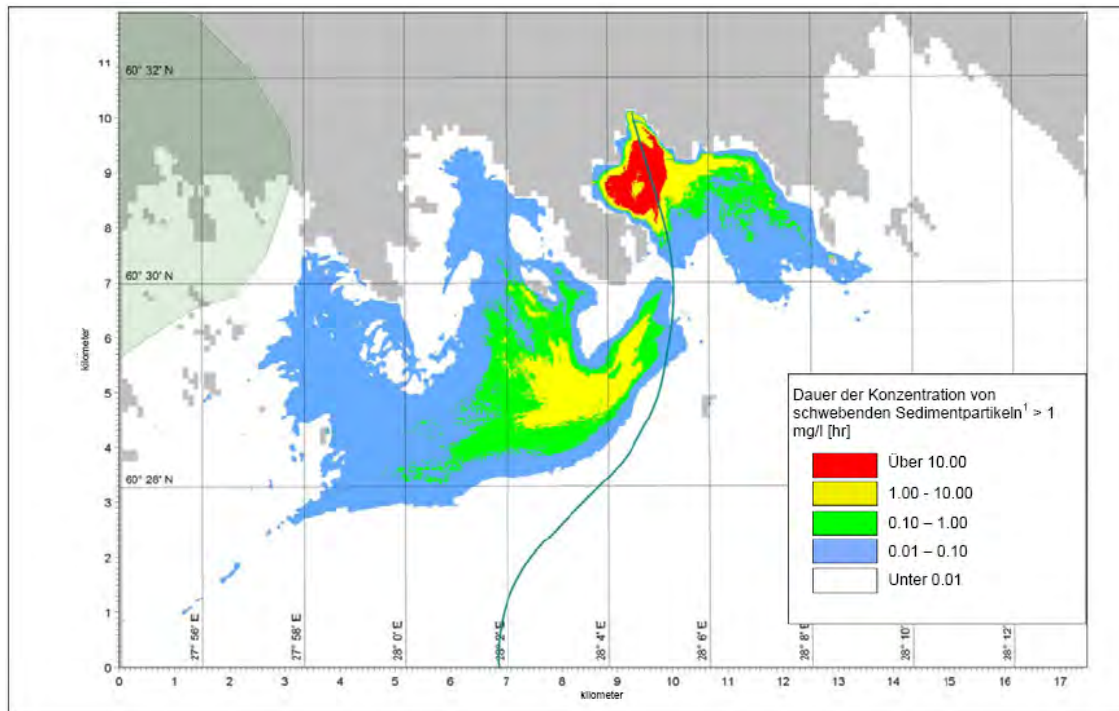 11
60° 32' N
10
9
8
60° 30' N
7
6
kilometer
5
4
60° 28' N
3
2
1
0
27° 56' E
27° 58' E
28° 0' E
28° 2' E
28° 4' E
28° 6' E
28° 8' E
28° 10'
28° 12'
Dauer der Konzentration von
schwebenden Sedimentpartikeln¹ > 1
mg/l [hr]
Über 10.00
1.00 - 10.00
0.10 – 1.00
0.01 – 0.10
Unter 0.01
0 1 2 3 4 5 6 7 8 9 10 11 12 13 14 15 16 17
kilometer